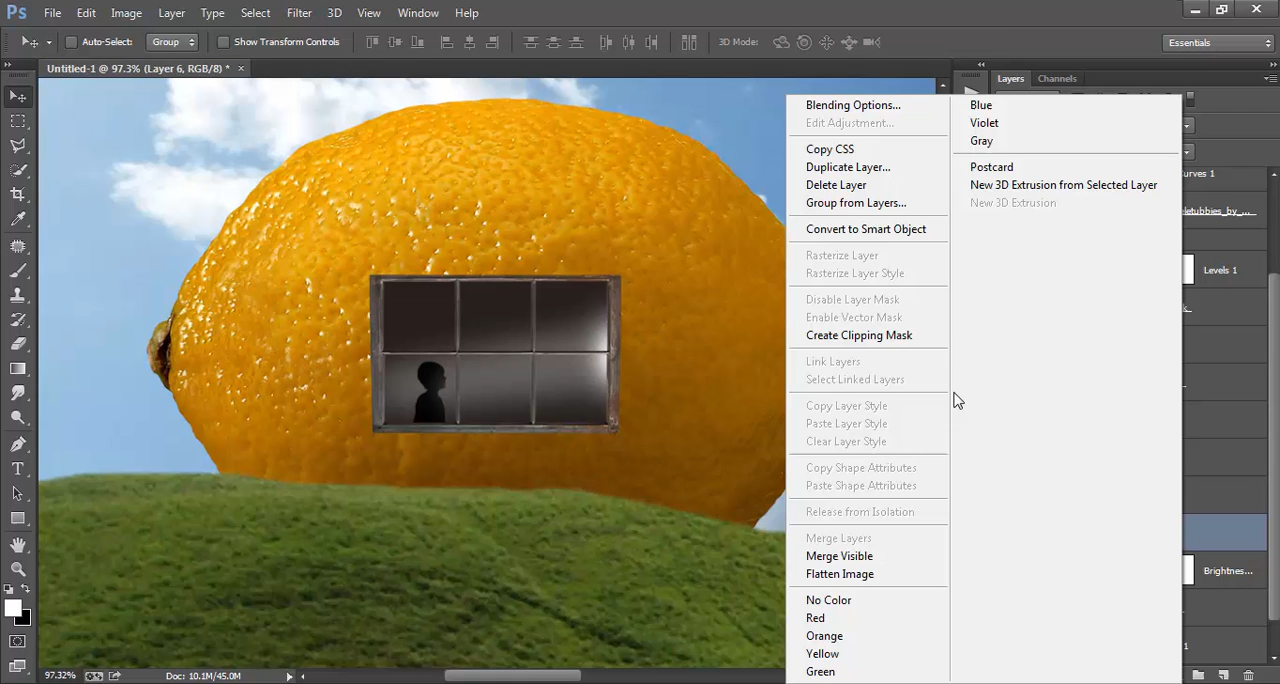 Ps File Edit Image Layer Type Select Filter 3D View Window Help
Auto-Select: Group Show Transform Controls 3D Mode: Essentials
Untitled-1 @ 97.3% (Layer 6, RGB/8) * ×
Layers Channels
Blending Options...
Edit Adjustment...
Copy CSS
Duplicate Layer...
Delete Layer
Group from Layers...
Convert to Smart Object
Rasterize Layer
Rasterize Layer Style
Disable Layer Mask
Enable Vector Mask
Create Clipping Mask
Link Layers
Select Linked Layers
Copy Layer Style
Paste Layer Style
Clear Layer Style
Copy Shape Attributes
Paste Shape Attributes
Release from Isolation
Merge Layers
Merge Visible
Flatten Image
No Color
Red
Orange
Yellow
Green
Blue
Violet
Gray
Postcard
New 3D Extrusion from Selected Layer
New 3D Extrusion
urves 1
letubbies_by_...
Levels 1
k_
Brightnes...
1
97.32% Doc: 10.1M/45.0M